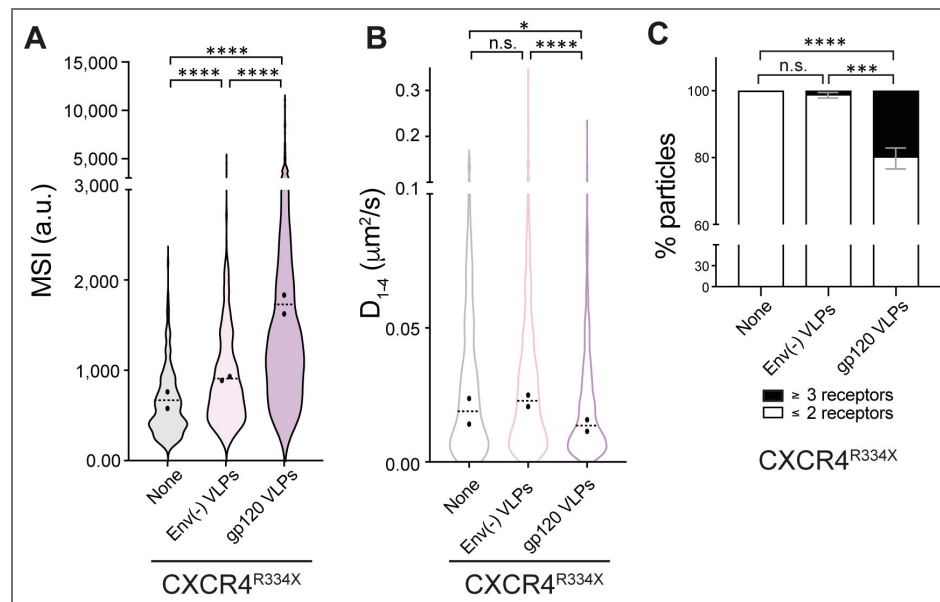 A
MSI (a.u.)
15,000
10,000
5,000
3,000
2,000
1,000
0.00
****
****
****
None
Env(-) VLPs
gp120 VLPs
CXCR4R334X
B
D1-4 (μm2/s)
0.3
0.2
0.1
0.05
0.00
*
n.s.
****
None
Env(-) VLPs
gp120 VLPs
CXCR4R334X
C
% particles
100
80
60
30
0
****
n.s.
***
None
Env(-) VLPs
gp120 VLPs
≥ 3 receptors
≤ 2 receptors
CXCR4R334X